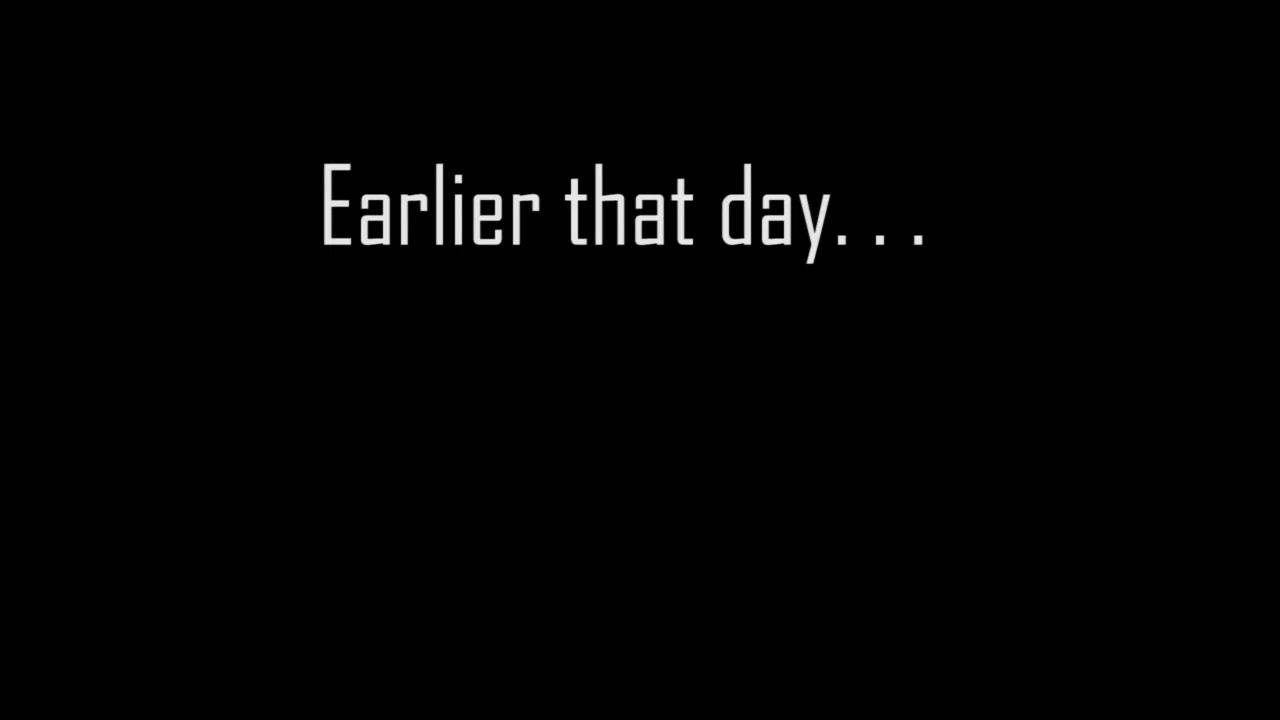 Earlier that day. . .